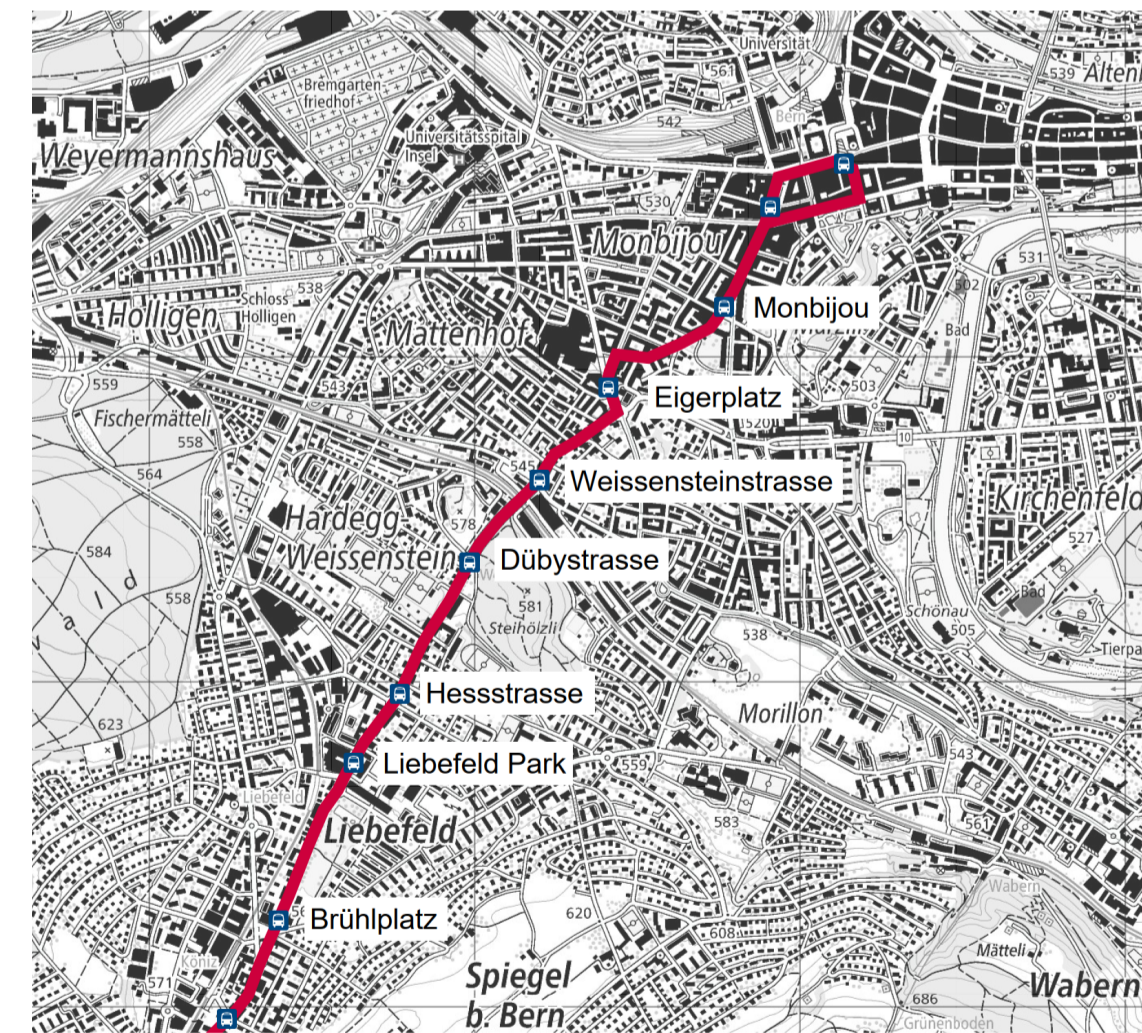 Universität
561
539
Alten
Bremgarten-
friedhof
542
Bern
Universitätsspital
Insel
Weyermannshaus
530
Monbijou
531
502
538
Schloss
Holligen
Holligen
Monbijou
Bad
Mattenhof
559
543
503
Eigerplatz
Fischermätteli
558
520
10
564
545
Weissensteinstrasse
Kirchenfeld
578
Hardegg
Weissenstein
527
584
Dübystrasse
W a l d
558
581
Bad
Steihölzli
Schönau
505
538
Tierpa
Hessstrasse
623
Morillon
543
Liebefeld Park
559
Liebefeld
583
561
Liebefeld
Wabern
Brühlplatz
620
608
Köniz
Mätteli
571
Spiegel
b. Bern
Wabern
686
Grünenboden